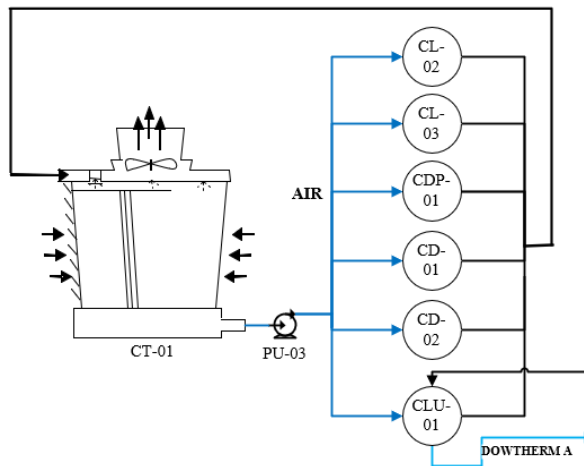 CL-
02
CL-
03
CDP-
01
AIR
CD-
01
CD-
02
CT-01
PU-03
CLU-
01
DOWTHERM A